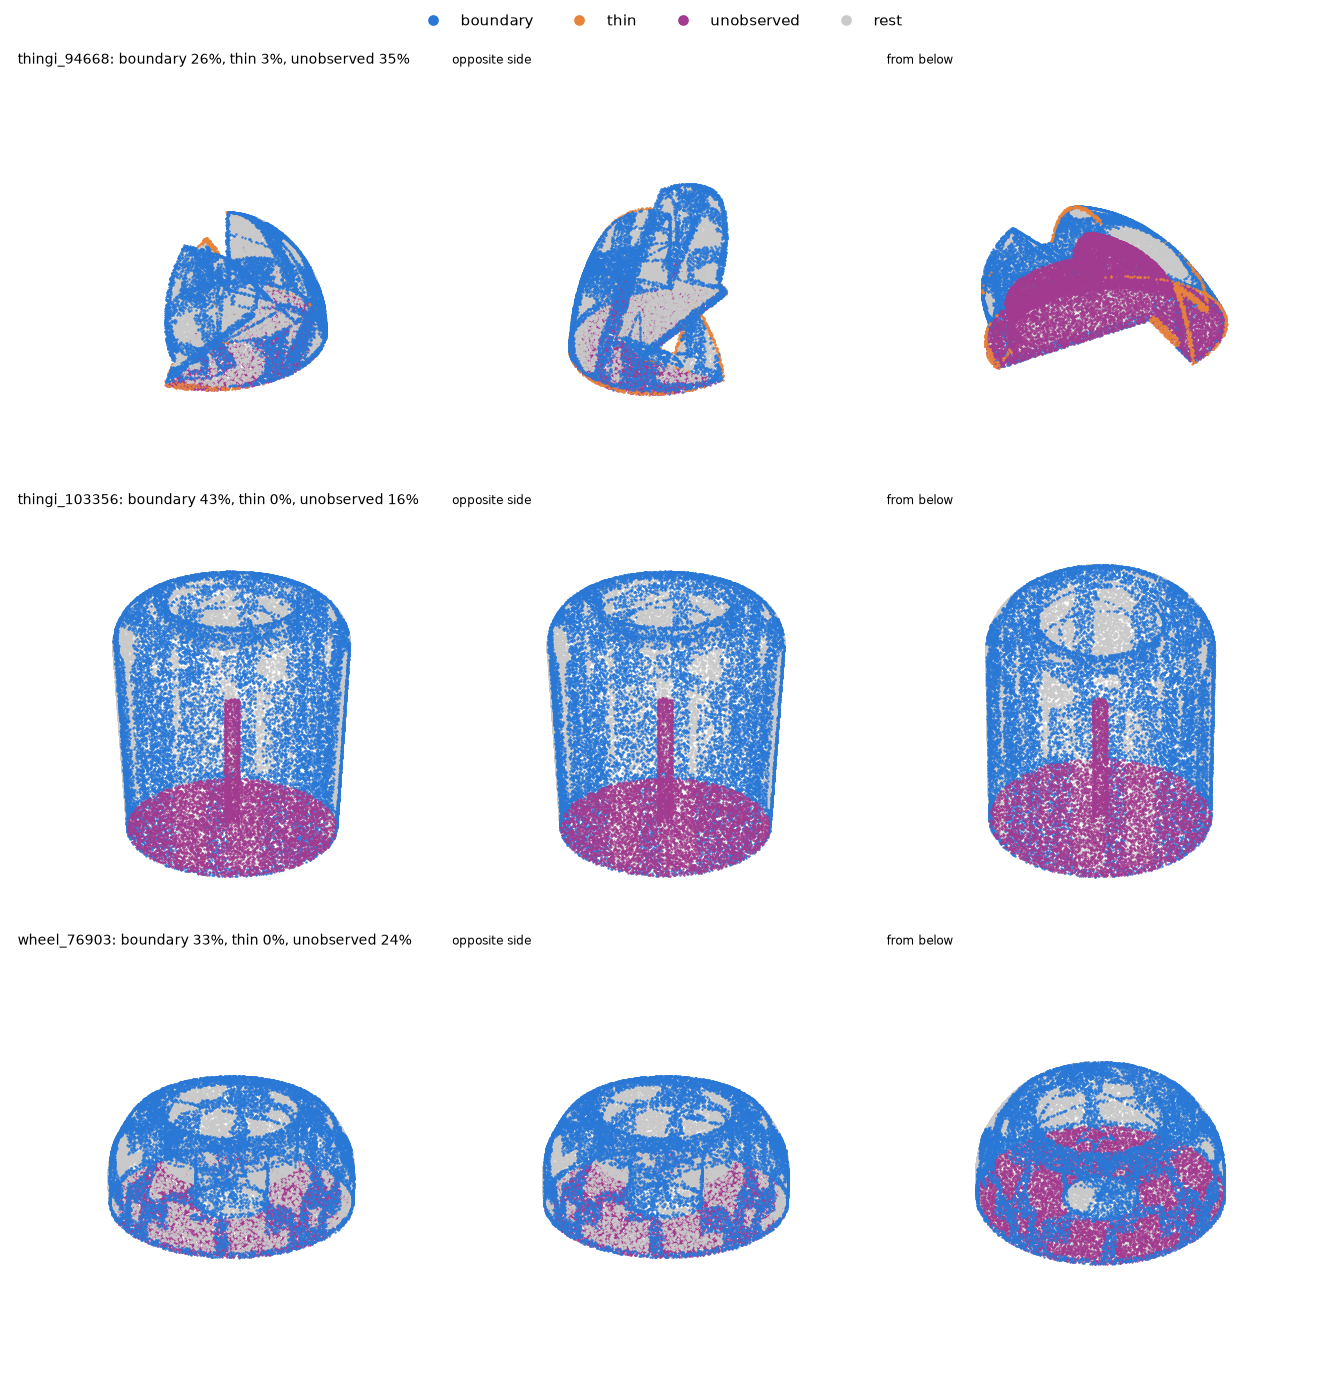 boundary thin unobserved rest
thingi_94668: boundary 26%, thin 3%, unobserved 35% opposite side from below
thingi_103356: boundary 43%, thin 0%, unobserved 16% opposite side from below
wheel_76903: boundary 33%, thin 0%, unobserved 24% opposite side from below